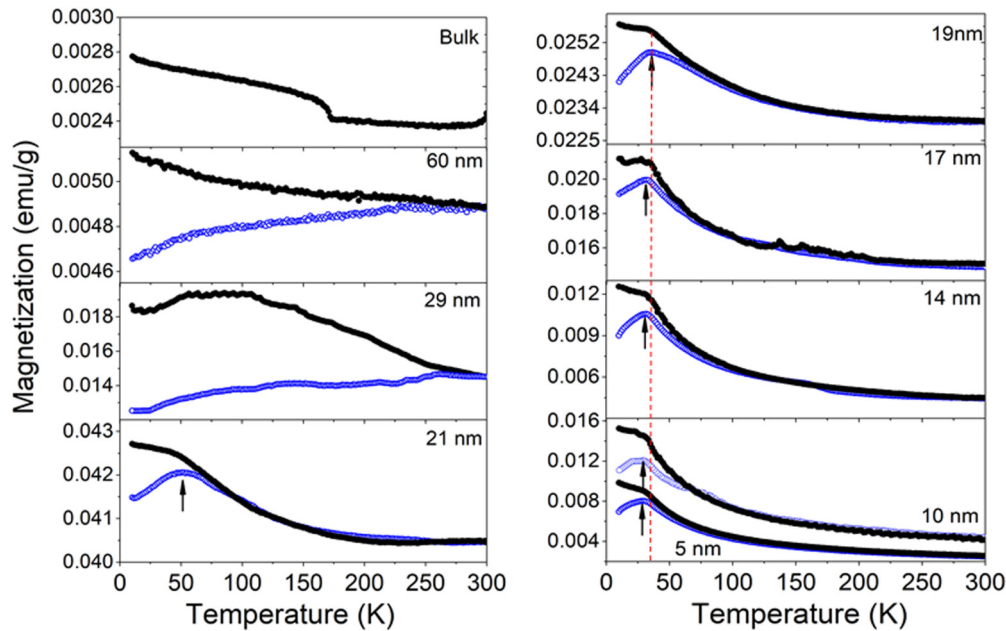 Magnetization (emu/g)
0.0030
0.0028
0.0026
0.0024
Bulk
0.0050
0.0048
0.0046
60 nm
0.018
0.016
0.014
29 nm
0.043
0.042
0.041
0.040
21 nm
0 50 100 150 200 250 300
Temperature (K)
0.0252
0.0243
0.0234
0.0225
19nm
0.020
0.016
17 nm
0.012
0.009
0.006
14 nm
0.016
0.012
0.008
0.004
10 nm
5 nm
0 50 100 150 200 250 300
Temperature (K)